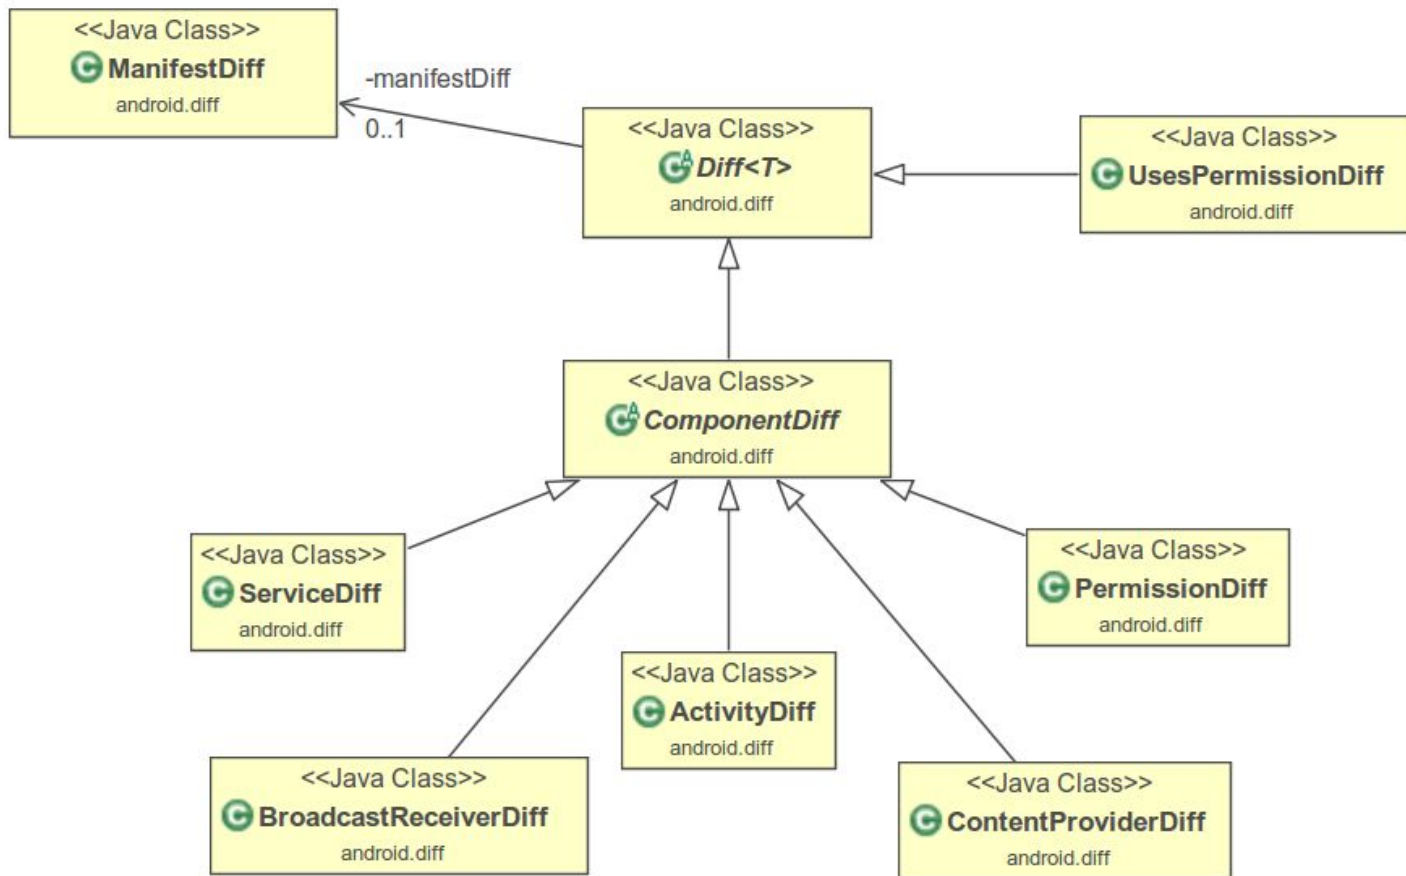 <<Java Class>>
ManifestDiff
android.diff
-manifestDiff
0..1
<<Java Class>>
Diff<T>
android.diff
<<Java Class>>
UsesPermissionDiff
android.diff
<<Java Class>>
ComponentDiff
android.diff
<<Java Class>>
ServiceDiff
android.diff
<<Java Class>>
PermissionDiff
android.diff
<<Java Class>>
ActivityDiff
android.diff
<<Java Class>>
BroadcastReceiverDiff
android.diff
<<Java Class>>
ContentProviderDiff
android.diff